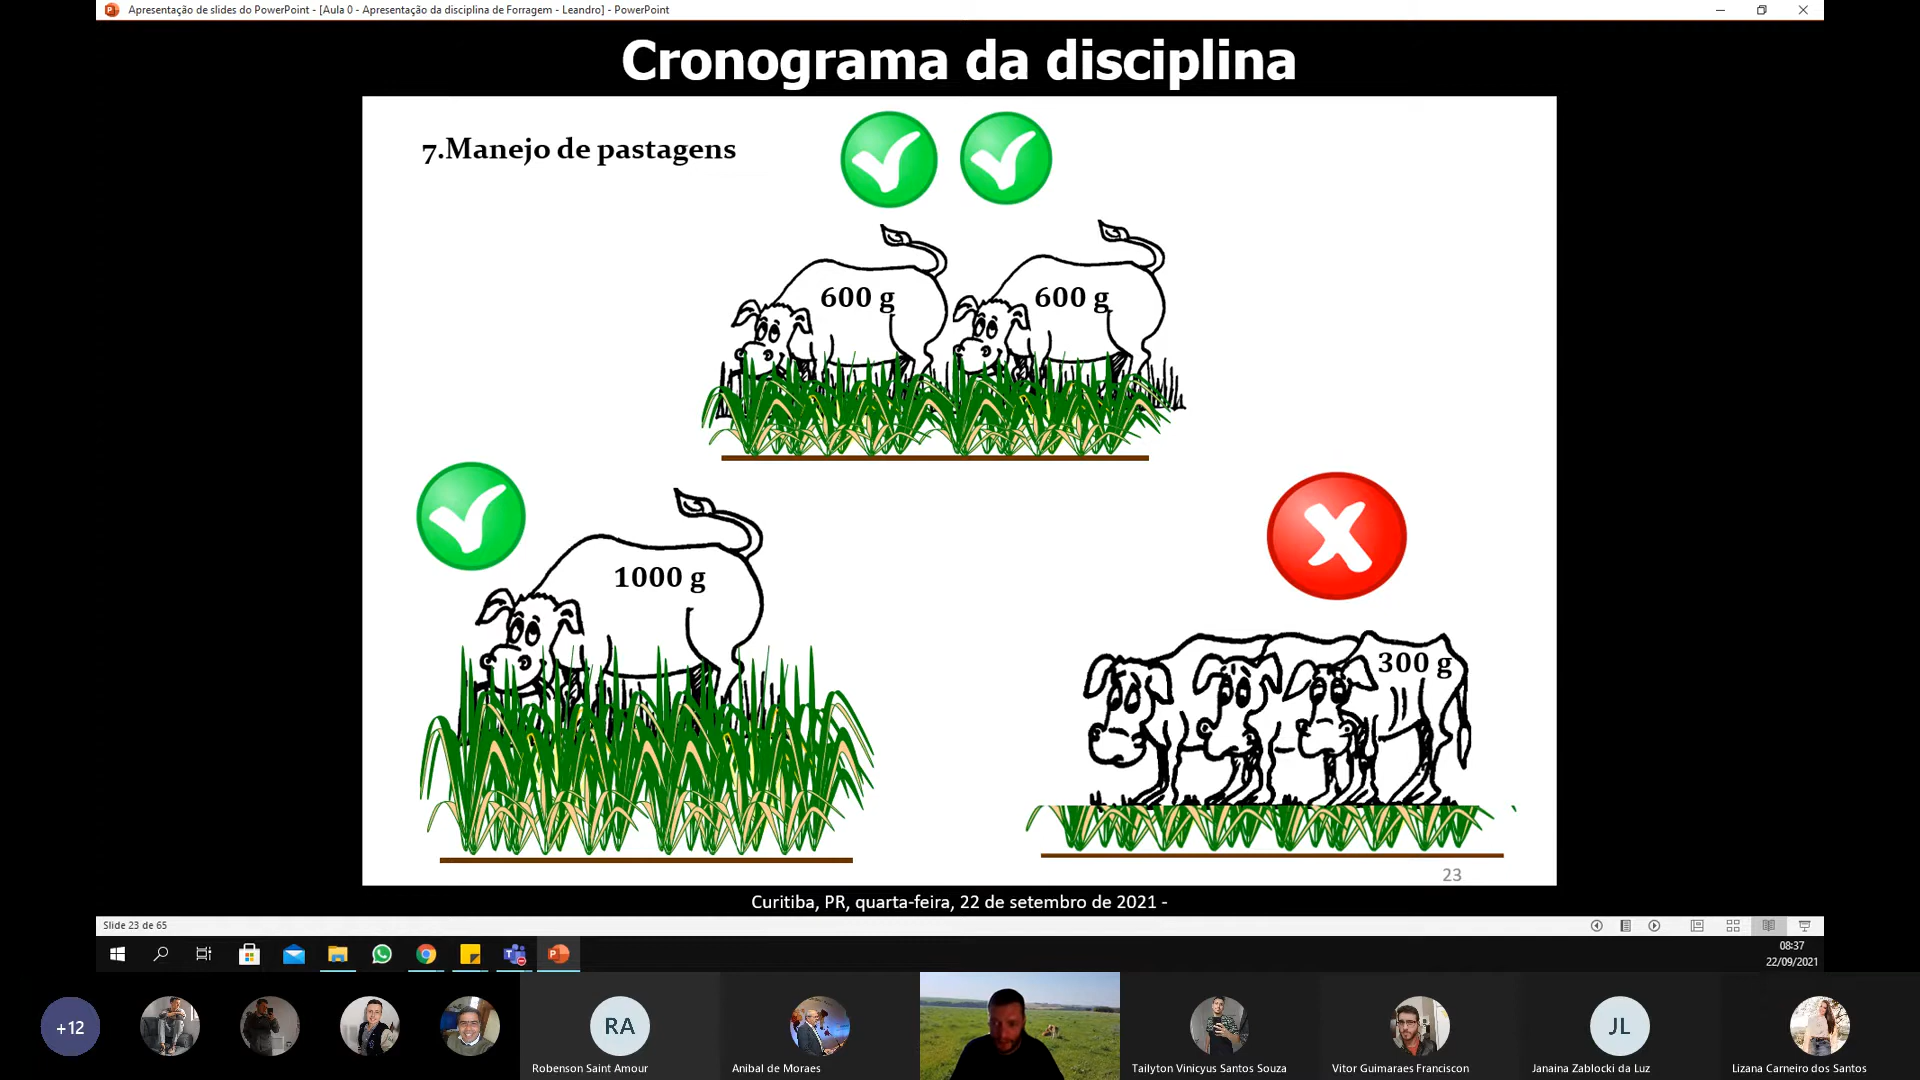 Apresentação de slides do PowerPoint - [Aula 0 - Apresentação da disciplina de Forragem - Leandro] - PowerPoint
Cronograma da disciplina
7.Manejo de pastagens
600 g
600 g
1000 g
300 g
23
Curitiba, PR, quarta-feira, 22 de setembro de 2021 -
Slide 23 de 65
08:37
22/09/2021
+12
RA
JL
Robenson Saint Amour
Anibal de Moraes
Tailyton Vinicyus Santos Souza
Vitor Guimaraes Franciscon
Janaina Zablocki da Luz
Lizana Carneiro dos Santos